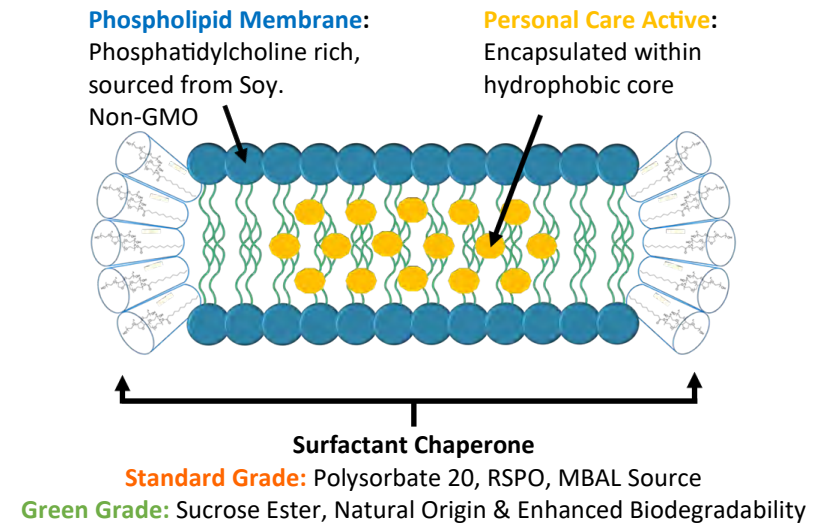 Phospholipid Membrane:
Phosphatidylcholine rich,
sourced from Soy.
Non-GMO
Personal Care Active:
Encapsulated within
hydrophobic core
Surfactant Chaperone
Standard Grade: Polysorbate 20, RSPO, MBAL Source
Green Grade: Sucrose Ester, Natural Origin & Enhanced Biodegradability